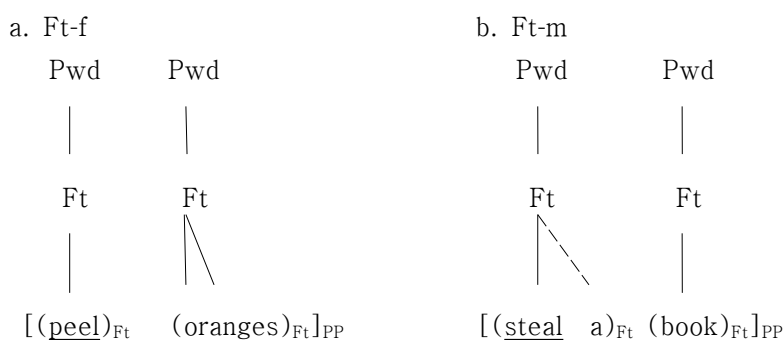 a. Ft-f b. Ft-m
Pwd Pwd Pwd Pwd
Ft Ft Ft Ft
[(peel)Ft (oranges)Ft]PP [(steal a)Ft (book)Ft]PP